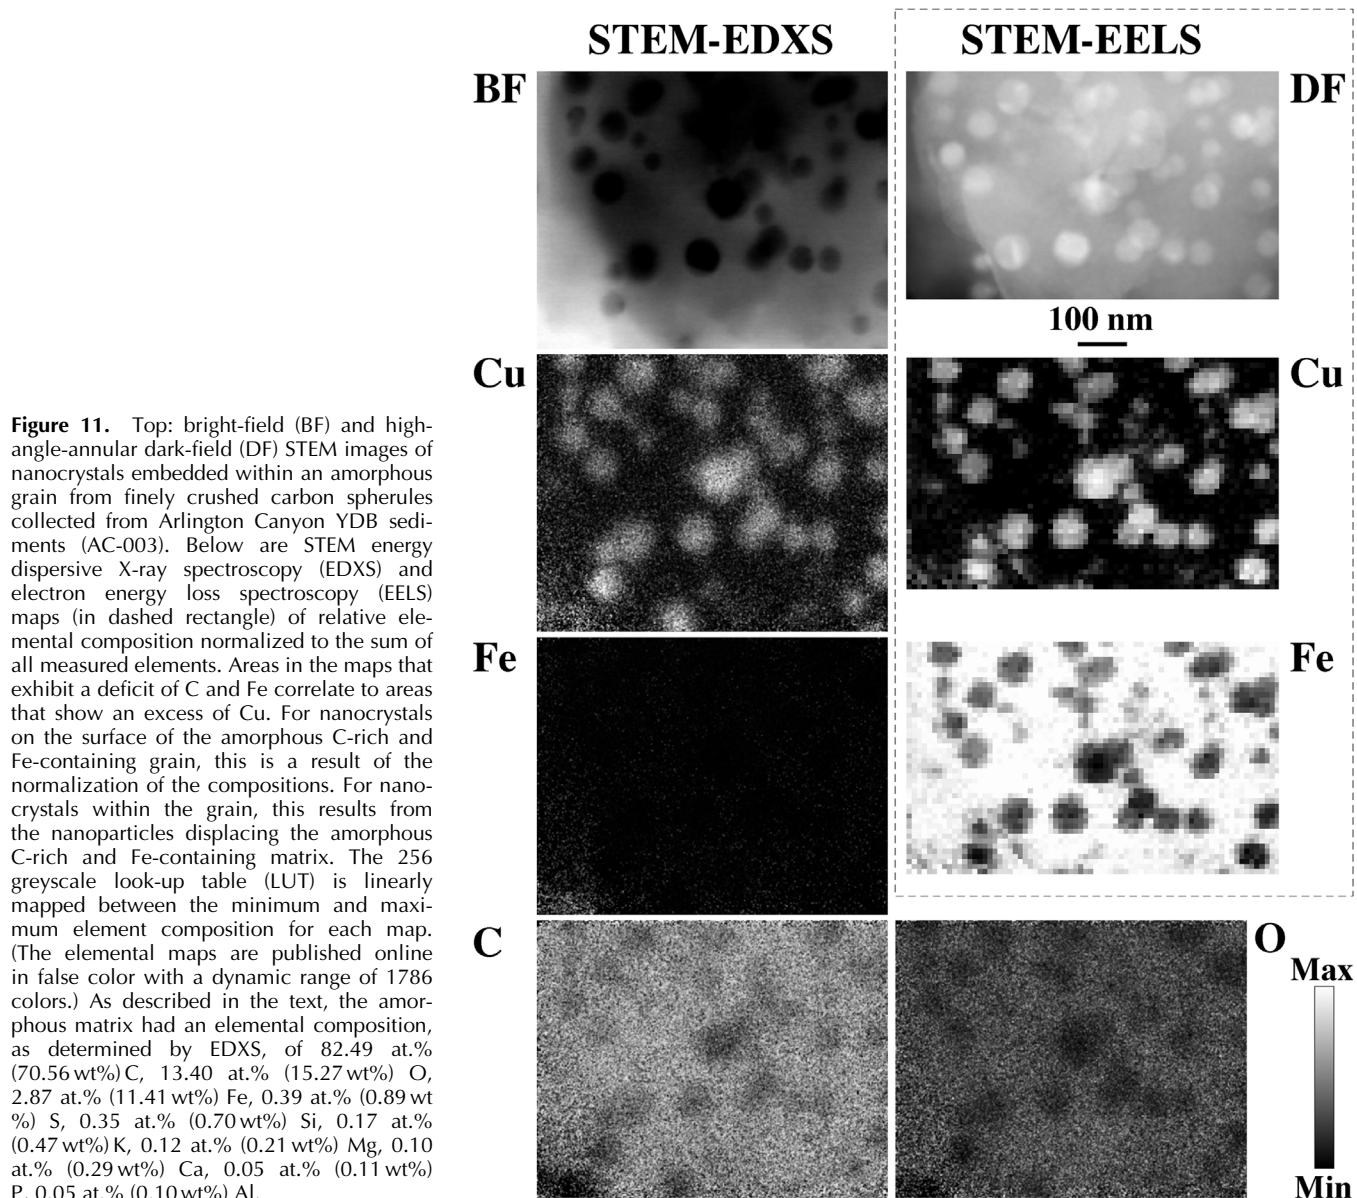 Figure 11. Top: bright-field (BF) and high-
angle-annular dark-field (DF) STEM images of
nanocrystals embedded within an amorphous
grain from finely crushed carbon spherules
collected from Arlington Canyon YDB sedi-
ments (AC-003). Below are STEM energy
dispersive X-ray spectroscopy (EDXS) and
electron energy loss spectroscopy (EELS)
maps (in dashed rectangle) of relative ele-
mental composition normalized to the sum of
all measured elements. Areas in the maps that
exhibit a deficit of C and Fe correlate to areas
that show an excess of Cu. For nanocrystals
on the surface of the amorphous C-rich and
Fe-containing grain, this is a result of the
normalization of the compositions. For nano-
crystals within the grain, this results from
the nanoparticles displacing the amorphous
C-rich and Fe-containing matrix. The 256
greyscale look-up table (LUT) is linearly
mapped between the minimum and maxi-
mum element composition for each map.
(The elemental maps are published online
in false color with a dynamic range of 1786
colors.) As described in the text, the amor-
phous matrix had an elemental composition,
as determined by EDXS, of 82.49 at.%
(70.56 wt%) C, 13.40 at.% (15.27 wt%) O,
2.87 at.% (11.41 wt%) Fe, 0.39 at.% (0.89 wt
%) S, 0.35 at.% (0.70 wt%) Si, 0.17 at.%
(0.47 wt%) K, 0.12 at.% (0.21 wt%) Mg, 0.10
at.% (0.29 wt%) Ca, 0.05 at.% (0.11 wt%)
P, 0.05 at.% (0.10 wt%) Al.
STEM-EDXS
STEM-EELS
BF
DF
100 nm
Cu
Cu
Fe
Fe
C
O
Max
Min